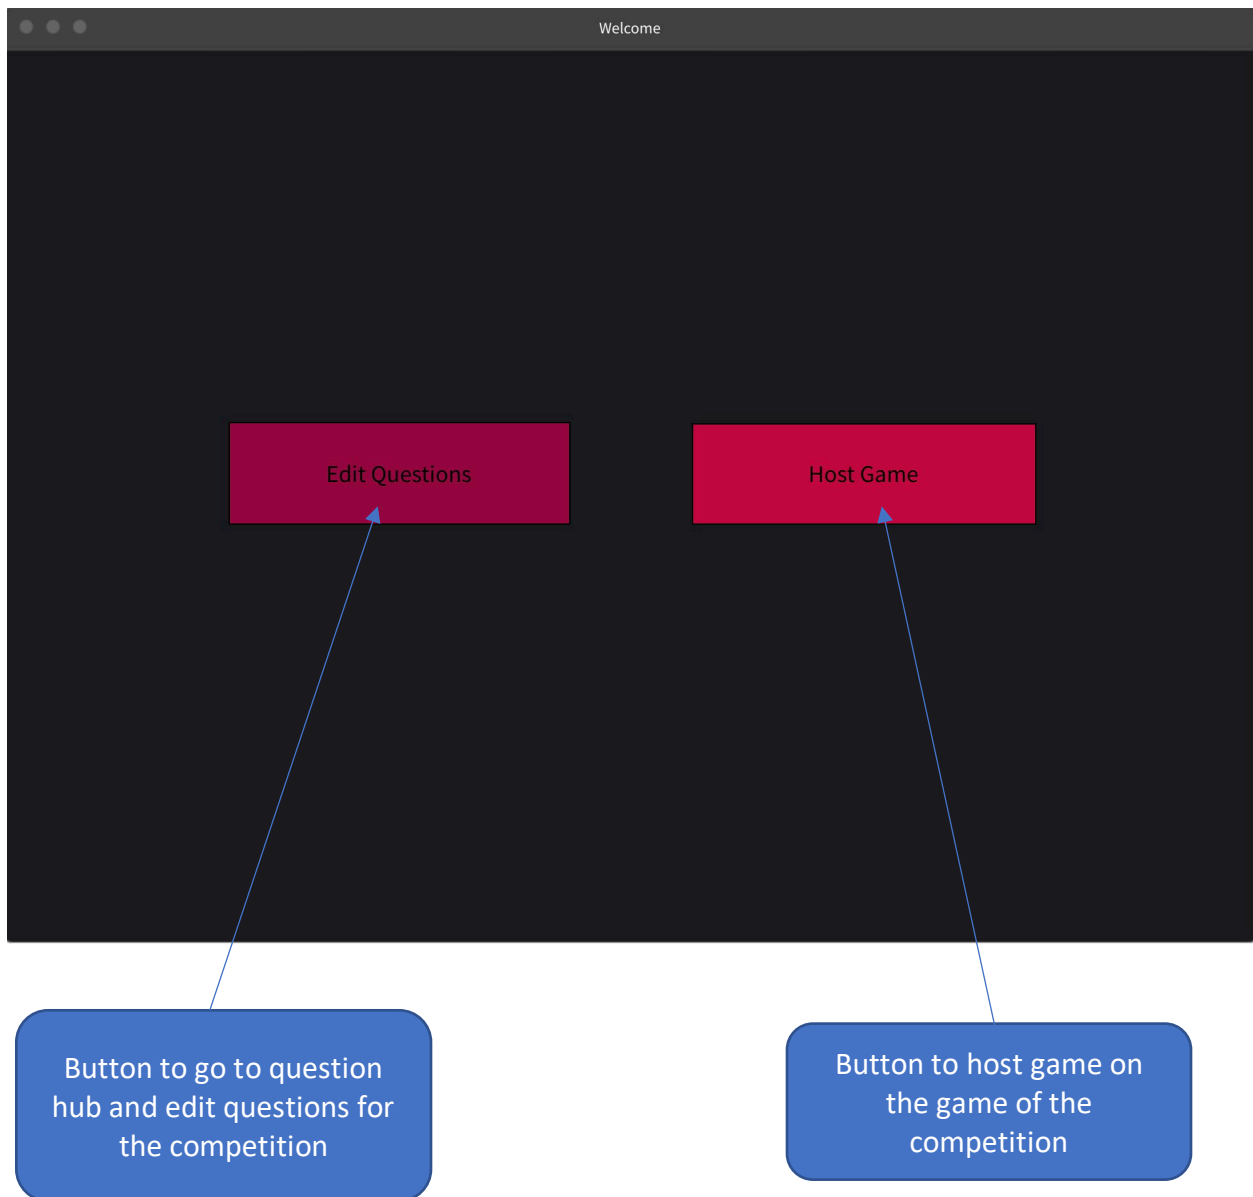 Welcome
Edit Questions
Host Game
Button to go to question
hub and edit questions for
the competition
Button to host game on
the game of the
competition